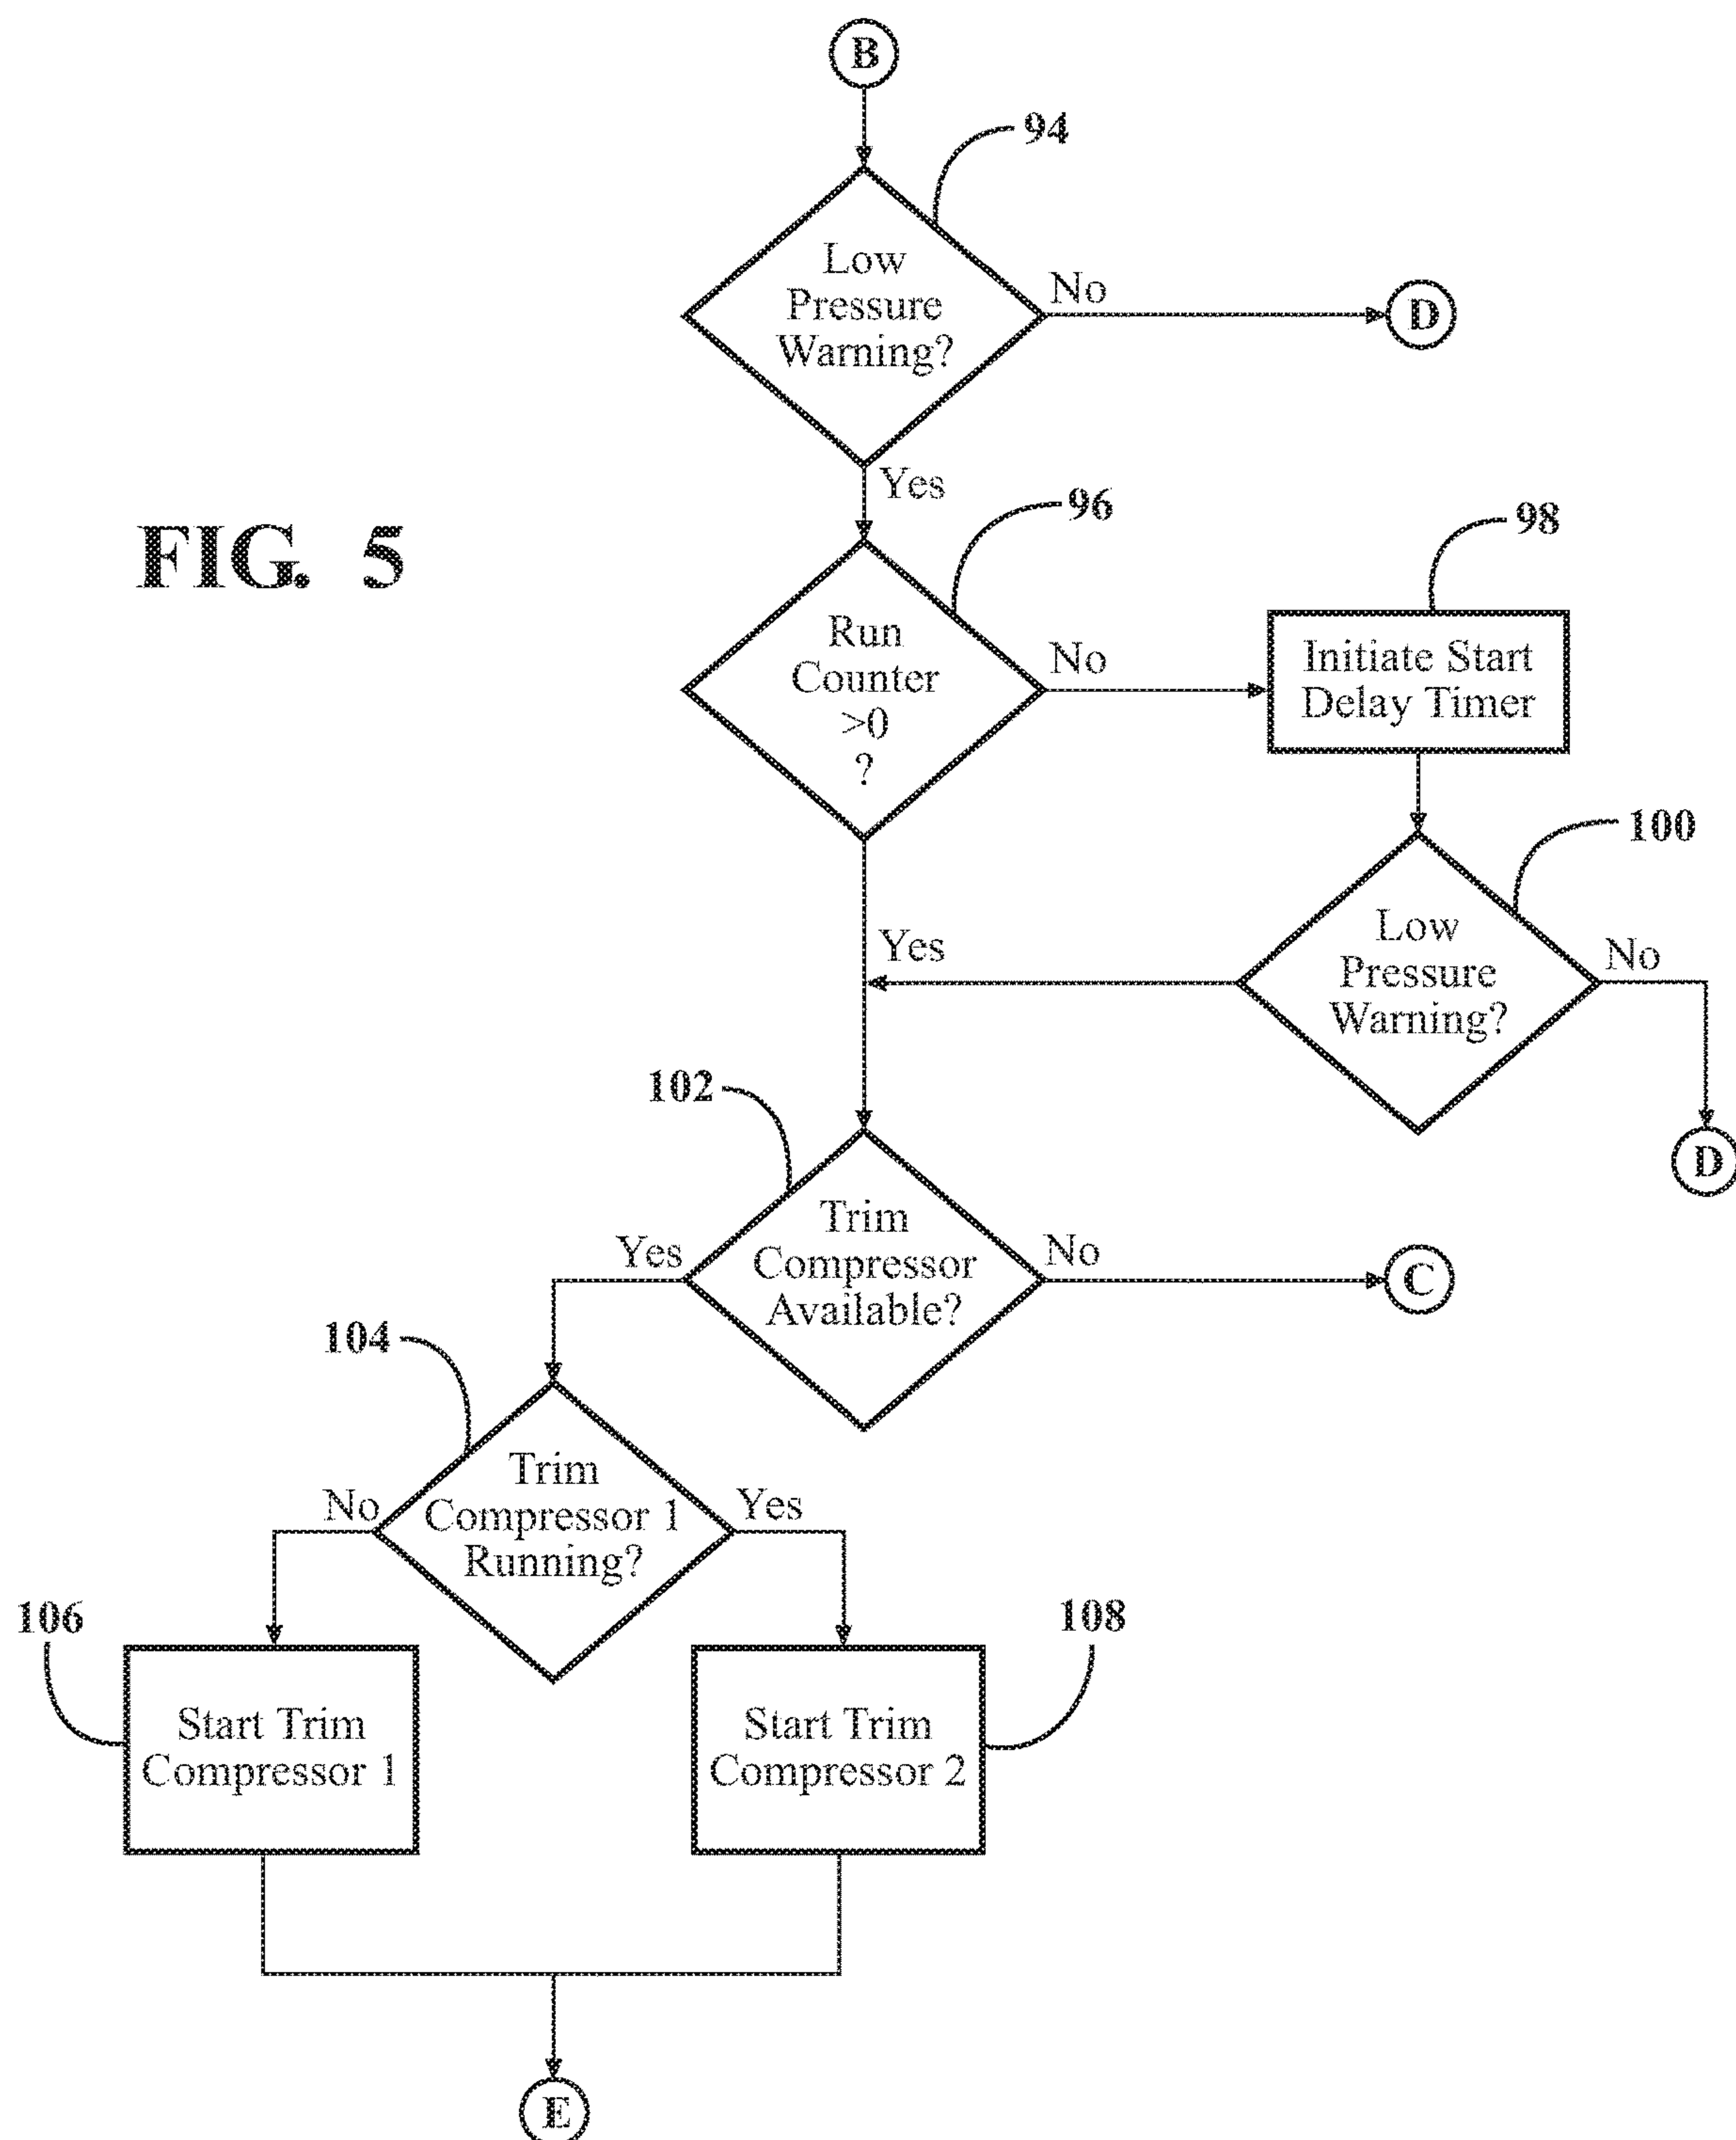 B
94
Low
Pressure
Warning?
No
D
Yes
FIG. 5
96
98
Run
Counter
>0
?
No
Initiate Start
Delay Timer
100
Yes
Low
Pressure
Warning?
No
D
102
Trim
Compressor
Available?
Yes
No
C
104
Trim
Compressor 1
Running?
No
Yes
106
108
Start Trim
Compressor 1
Start Trim
Compressor 2
E